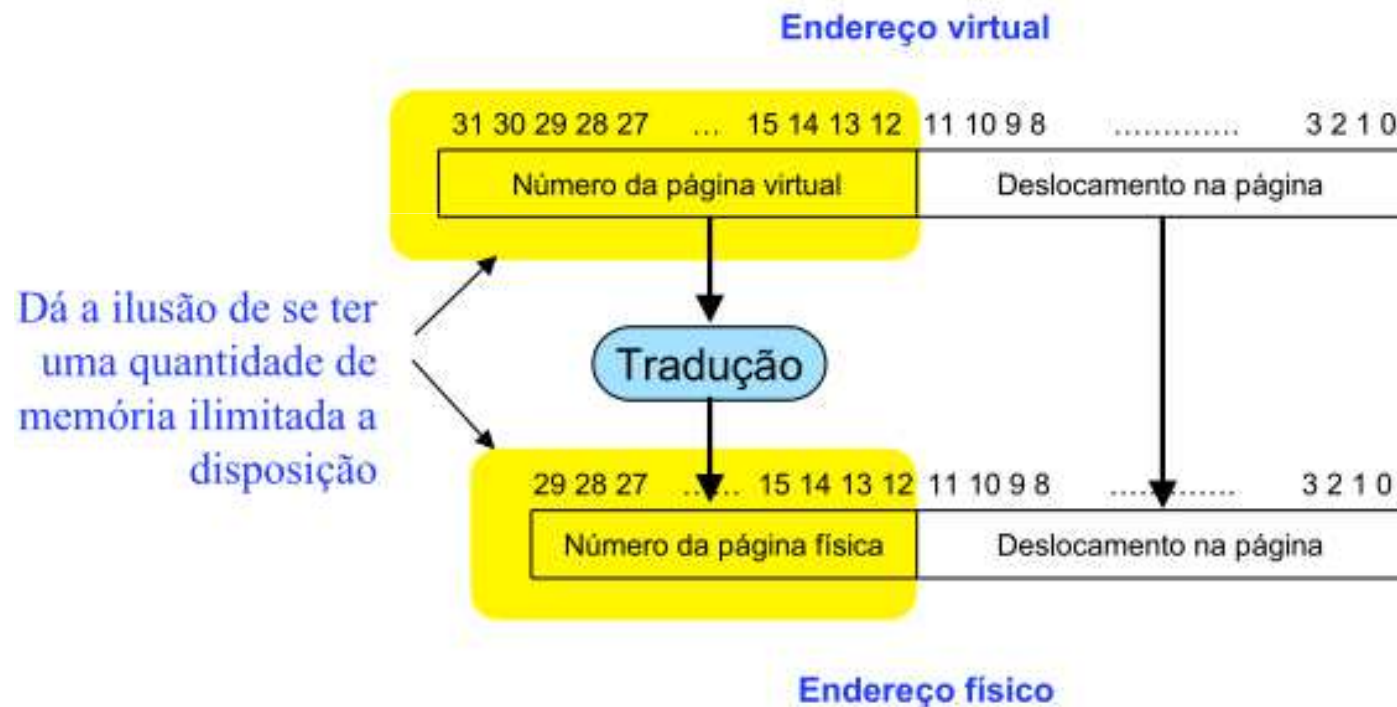 Endereço virtual
31 30 29 28 27 ... 15 14 13 12 11 10 9 8 ............. 3 2 1 0
Número da página virtual Deslocamento na página
Dá a ilusão de se ter
uma quantidade de
memória ilimitada a
disposição
Tradução
29 28 27 ...... 15 14 13 12 11 10 9 8 ............. 3 2 1 0
Número da página física Deslocamento na página
Endereço físico